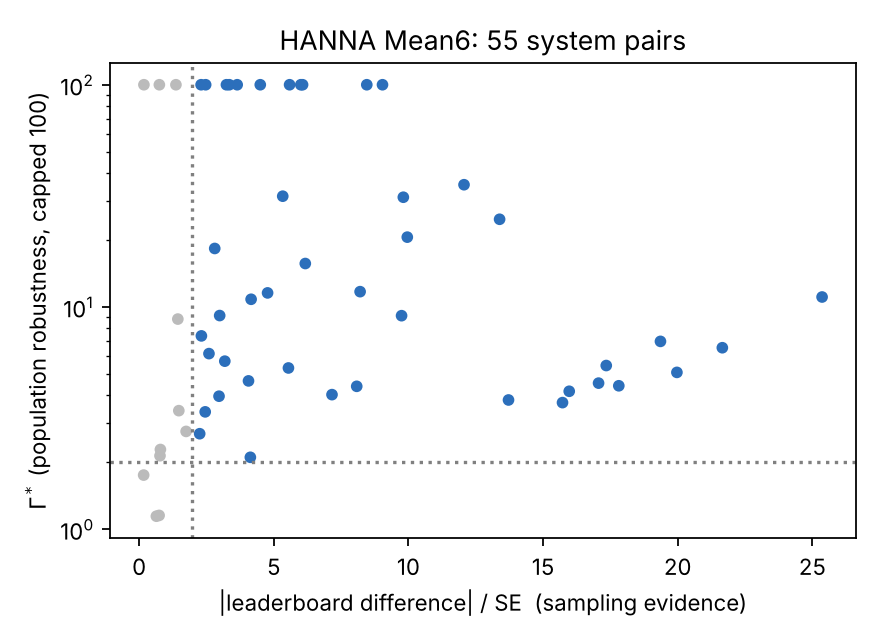 HANNA Mean6: 55 system pairs
Γ* (population robustness, capped 100)
10²
10¹
10⁰
0 5 10 15 20 25
|leaderboard difference| / SE (sampling evidence)